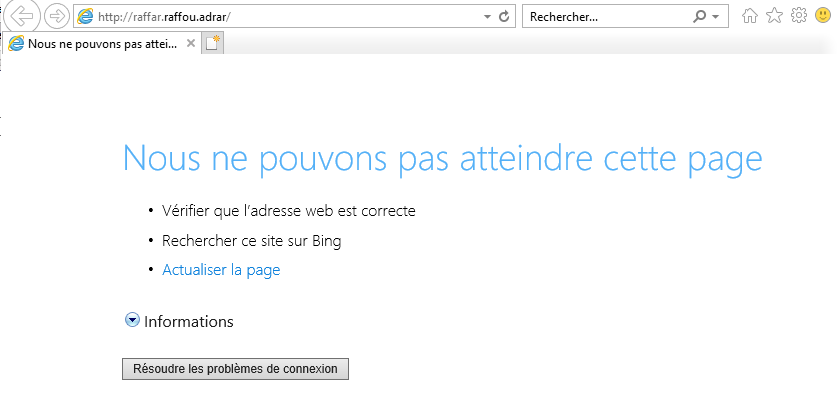 http://raffar.raffou.adrar/
Rechercher...
Nous ne pouvons pas attei...
Nous ne pouvons pas atteindre cette page
• Vérifier que l'adresse web est correcte
• Rechercher ce site sur Bing
• Actualiser la page
Informations
Résoudre les problèmes de connexion